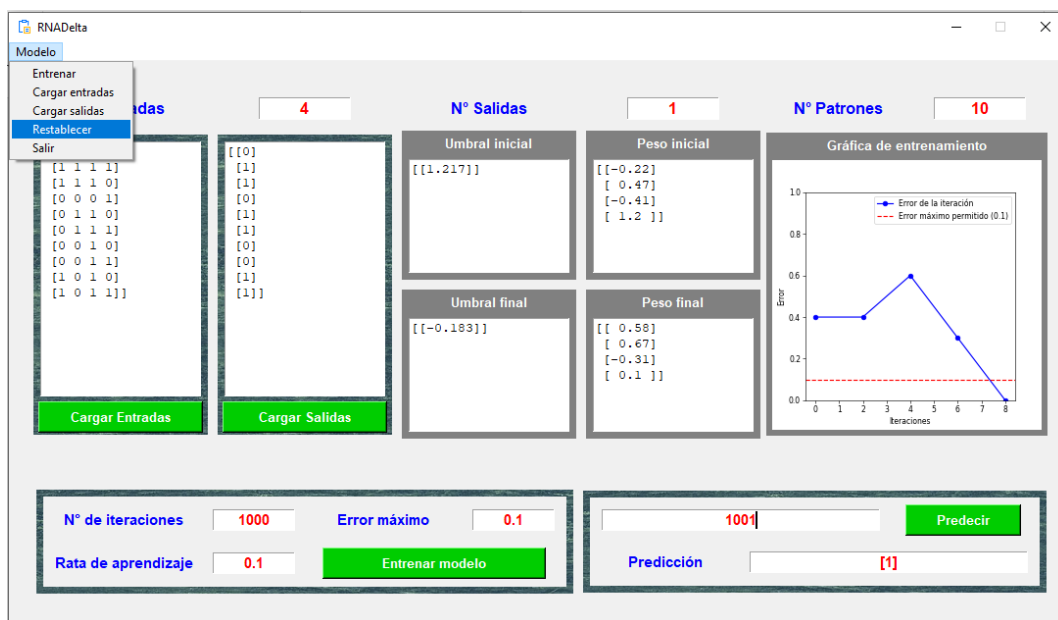 RNADelta
Modelo
Entrenar
Cargar entradas
Cargar salidas
Restablecer
Salir
adas
4
N° Salidas
1
N° Patrones
10
[1 1 1 1]
[1 1 1 0]
[0 0 0 1]
[0 1 1 0]
[0 1 1 1]
[0 0 1 0]
[0 0 1 1]
[1 0 1 0]
[1 0 1 1]]
Cargar Entradas
[[0]
[1]
[1]
[0]
[1]
[1]
[0]
[0]
[1]
[1]]
Cargar Salidas
Umbral inicial
[[1.217]]
Peso inicial
[[-0.22]
[ 0.47]
[-0.41]
[ 1.2 ]]
Umbral final
[[-0.183]]
Peso final
[[ 0.58]
[ 0.67]
[-0.31]
[ 0.1 ]]
Gráfica de entrenamiento
Error de la iteración
Error máximo permitido (0.1)
1.0
0.8
0.6
0.4
0.2
0.0
Error
0 1 2 3 4 5 6 7 8
Iteraciones
N° de iteraciones
1000
Error máximo
0.1
Rata de aprendizaje
0.1
Entrenar modelo
1001
Predecir
Predicción
[1]